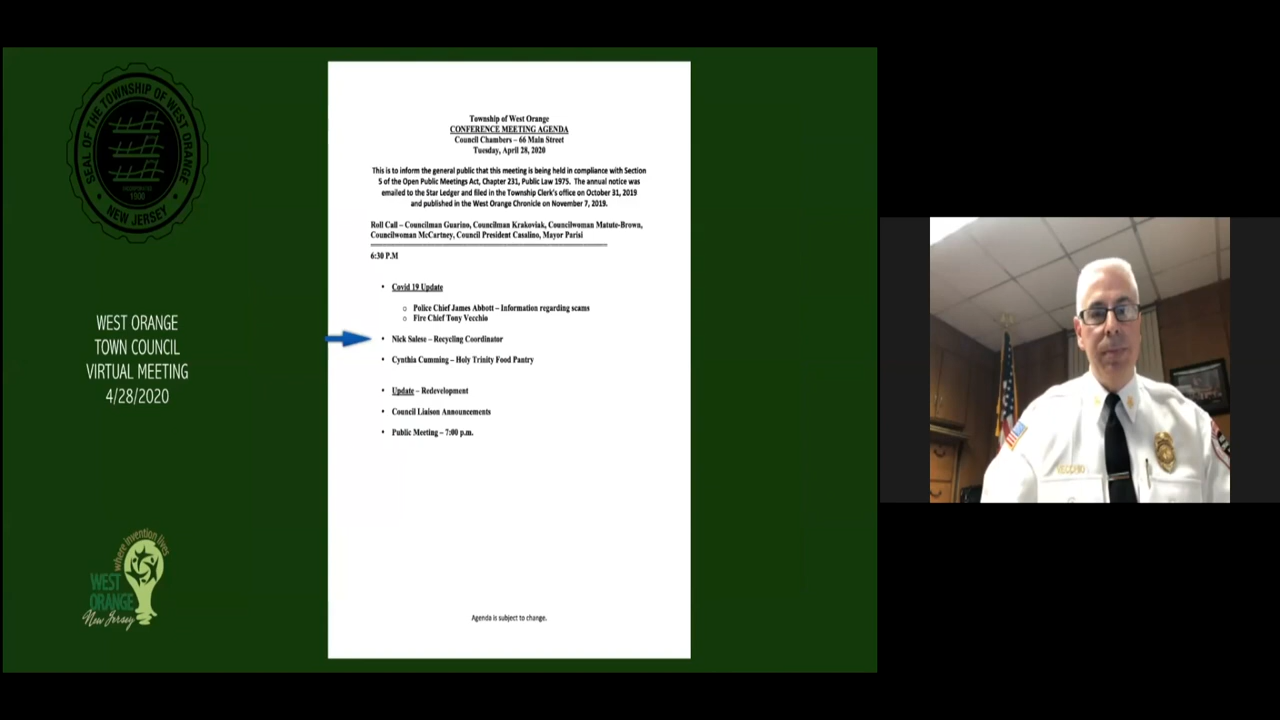 SEAL OF THE TOWNSHIP OF WEST ORANGE
INCORPORATED
1900
NEW JERSEY
WEST ORANGE
TOWN COUNCIL
VIRTUAL MEETING
4/28/2020
where invention lives
WEST
ORANGE
New Jersey
Township of West Orange
CONFERENCE MEETING AGENDA
Council Chambers – 66 Main Street
Tuesday, April 28, 2020
This is to inform the general public that this meeting is being held in compliance with Section
5 of the Open Public Meetings Act, Chapter 231, Public Law 1975. The annual notice was
emailed to the Star Ledger and filed in the Township Clerk's office on October 31, 2019
and published in the West Orange Chronicle on November 7, 2019.
Roll Call – Councilman Guarino, Councilman Krakoviak, Councilwoman Matute-Brown,
Councilwoman McCartney, Council President Casalino, Mayor Parisi
6:30 P.M
• Covid 19 Update
o Police Chief James Abbott – Information regarding scams
o Fire Chief Tony Vecchio
• Nick Salese – Recycling Coordinator
• Cynthia Cumming – Holy Trinity Food Pantry
• Update – Redevelopment
• Council Liaison Announcements
• Public Meeting – 7:00 p.m.
Agenda is subject to change.
VECCHIO